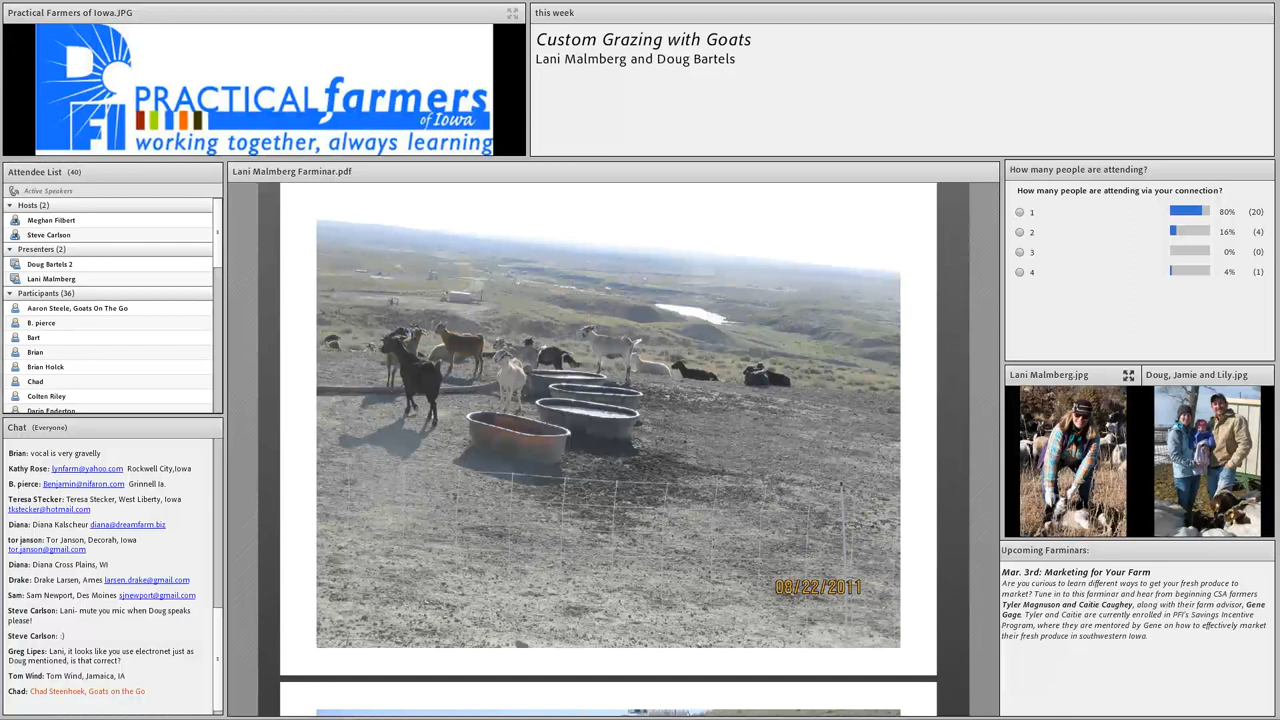 Practical Farmers of Iowa.JPG
PFI
PRACTICAL farmers
of Iowa
working together, always learning
this week
Custom Grazing with Goats
Lani Malmberg and Doug Bartels
Attendee List (40)
Active Speakers
Hosts (2)
Meghan Filbert
Steve Carlson
Presenters (2)
Doug Bartels 2
Lani Malmberg
Participants (36)
Aaron Steele, Goats On The Go
B. pierce
Bart
Brian
Brian Holck
Chad
Colten Riley
Darin Enderton
Chat (Everyone)
Brian: vocal is very gravelly
Kathy Rose: lynfarm@yahoo.com Rockwell City,Iowa
B. pierce: Benjamin@nifaron.com Grinnell Ia.
Teresa STecker: Teresa Stecker, West Liberty, Iowa
tkstecker@hotmail.com
Diana: Diana Kalscheur diana@dreamfarm.biz
tor janson: Tor Janson, Decorah, Iowa
tor.janson@gmail.com
Diana: Diana Cross Plains, WI
Drake: Drake Larsen, Ames larsen.drake@gmail.com
Sam: Sam Newport, Des Moines sjnewport@gmail.com
Steve Carlson: Lani- mute you mic when Doug speaks
please!
Steve Carlson: :)
Greg Lipes: Lani, it looks like you use electronet just as
Doug mentioned, is that correct?
Tom Wind: Tom Wind, Jamaica, IA
Chad: Chad Steenhoek, Goats on the Go
Lani Malmberg Farminar.pdf
08/22/2011
How many people are attending?
How many people are attending via your connection?
1 80% (20)
2 16% (4)
3 0% (0)
4 4% (1)
Lani Malmberg.jpg
Doug, Jamie and Lily.jpg
Upcoming Farminars:
Mar. 3rd: Marketing for Your Farm
Are you curious to learn different ways to get your fresh produce to
market? Tune in to this farminar and hear from beginning CSA farmers
Tyler Magnuson and Caitie Caughey, along with their farm advisor, Gene
Gage. Tyler and Caitie are currently enrolled in PFI's Savings Incentive
Program, where they are mentored by Gene on how to effectively market
their fresh produce in southwestern Iowa.